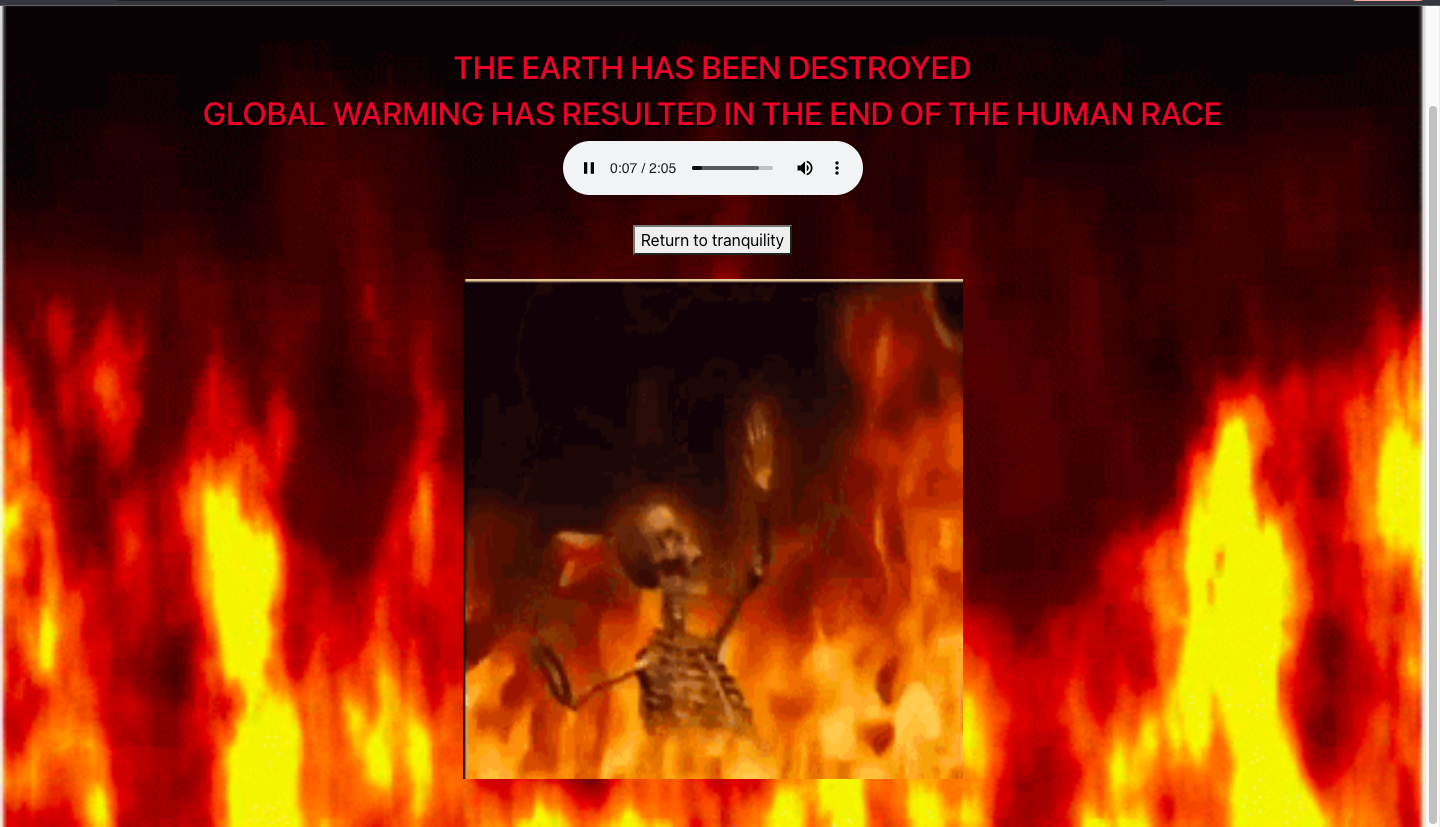 THE EARTH HAS BEEN DESTROYED
GLOBAL WARMING HAS RESULTED IN THE END OF THE HUMAN RACE
0:07 / 2:05
Return to tranquility